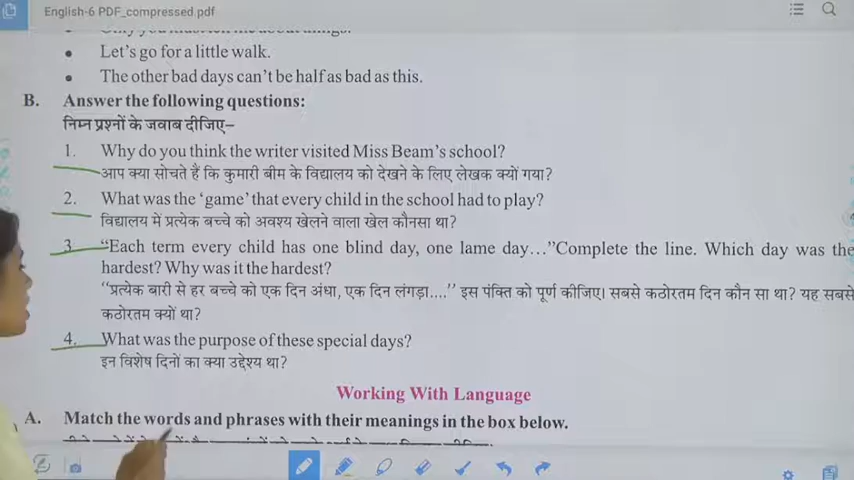 English-6 PDF_compressed.pdf
• Let's go for a little walk.
• The other bad days can't be half as bad as this.
B. Answer the following questions:
निम्न प्रश्नों के जवाब दीजिए–
1. Why do you think the writer visited Miss Beam's school?
आप क्या सोचते हैं कि कुमारी बीम के विद्यालय को देखने के लिए लेखक क्यों गया?
2. What was the 'game' that every child in the school had to play?
विद्यालय में प्रत्येक बच्चे को अवश्य खेलने वाला खेल कौनसा था?
3. “Each term every child has one blind day, one lame day…”Complete the line. Which day was the
hardest? Why was it the hardest?
“प्रत्येक बारी से हर बच्चे को एक दिन अंधा, एक दिन लंगड़ा....” इस पंक्ति को पूर्ण कीजिए। सबसे कठोरतम दिन कौन सा था? यह सबसे
कठोरतम क्यों था?
4. What was the purpose of these special days?
इन विशेष दिनों का क्या उद्देश्य था?
Working With Language
A. Match the words and phrases with their meanings in the box below.